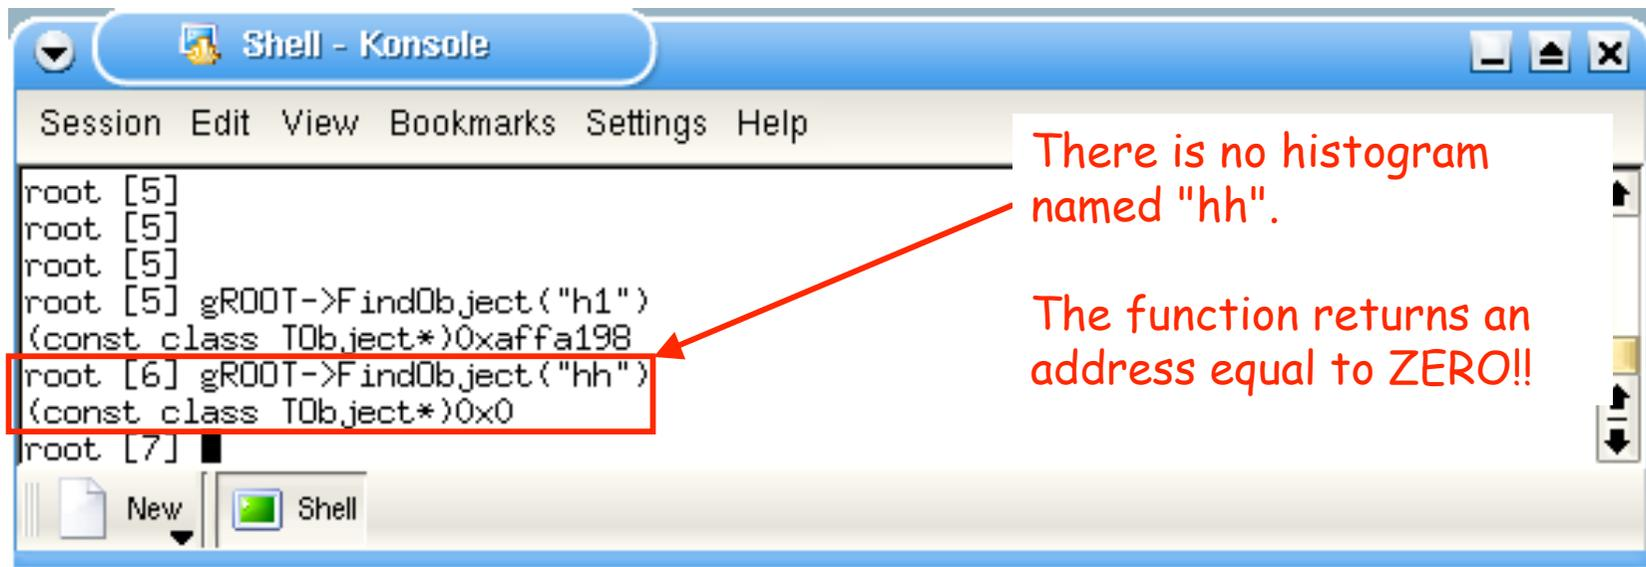 Shell - Konsole
Session Edit View Bookmarks Settings Help
root [5]
root [5]
root [5]
root [5] gROOT->FindObject("h1")
(const class TObject*)0xaffa198
root [6] gROOT->FindObject("hh")
(const class TObject*)0x0
root [7]
There is no histogram
named "hh".
The function returns an
address equal to ZERO!!
New
Shell